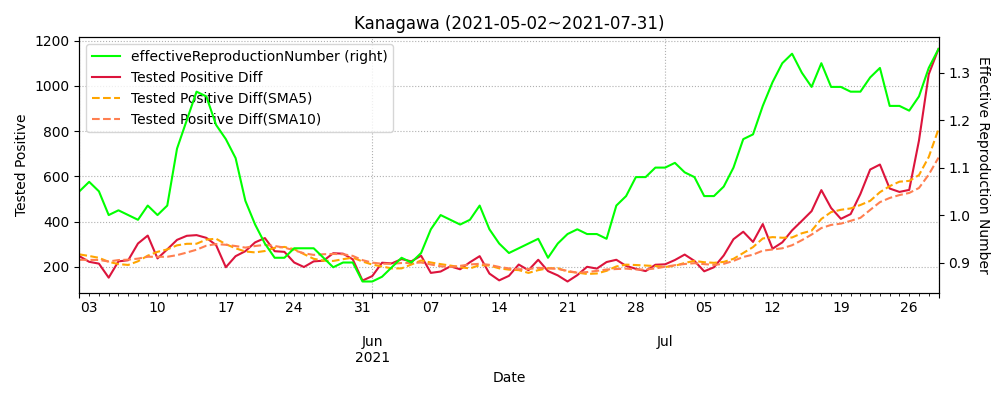 Kanagawa (2021-05-02~2021-07-31)
effectiveReproductionNumber (right)
Tested Positive Diff
Tested Positive Diff(SMA5)
Tested Positive Diff(SMA10)
Tested Positive
1200
1000
800
600
400
200
Effective Reproduction Number
1.3
1.2
1.1
1.0
0.9
03 10 17 24 31 07 14 21 28 05 12 19 26
Jun Jul
2021
Date